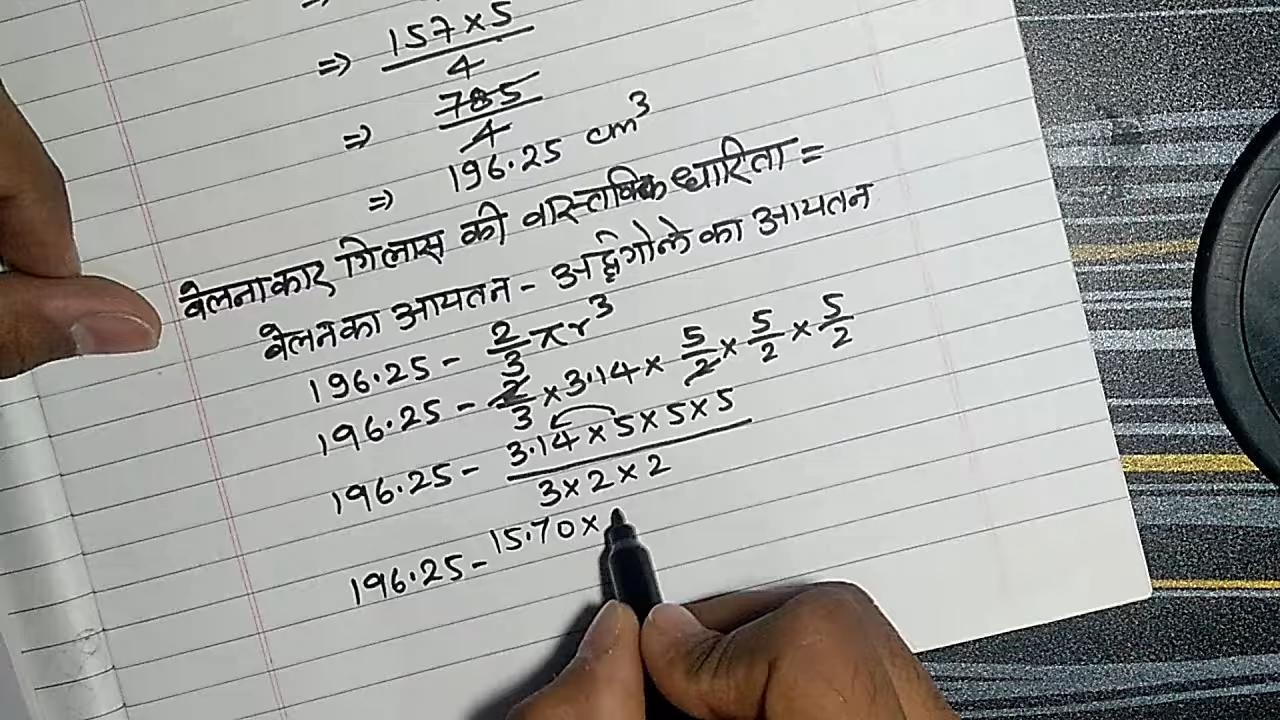 => 157×5/4
=> 785/4
=> 196.25 cm³
बेलनाकार गिलास की वास्तविक धारिता =
बेलन का आयतन - अर्द्धगोले का आयतन
196.25 - 2/3 πr³
196.25 - 2/3 × 3.14 × 5/2 × 5/2 × 5/2
196.25 - 3.14 × 5 × 5 × 5/3 × 2 × 2
196.25 - 15.70 ×